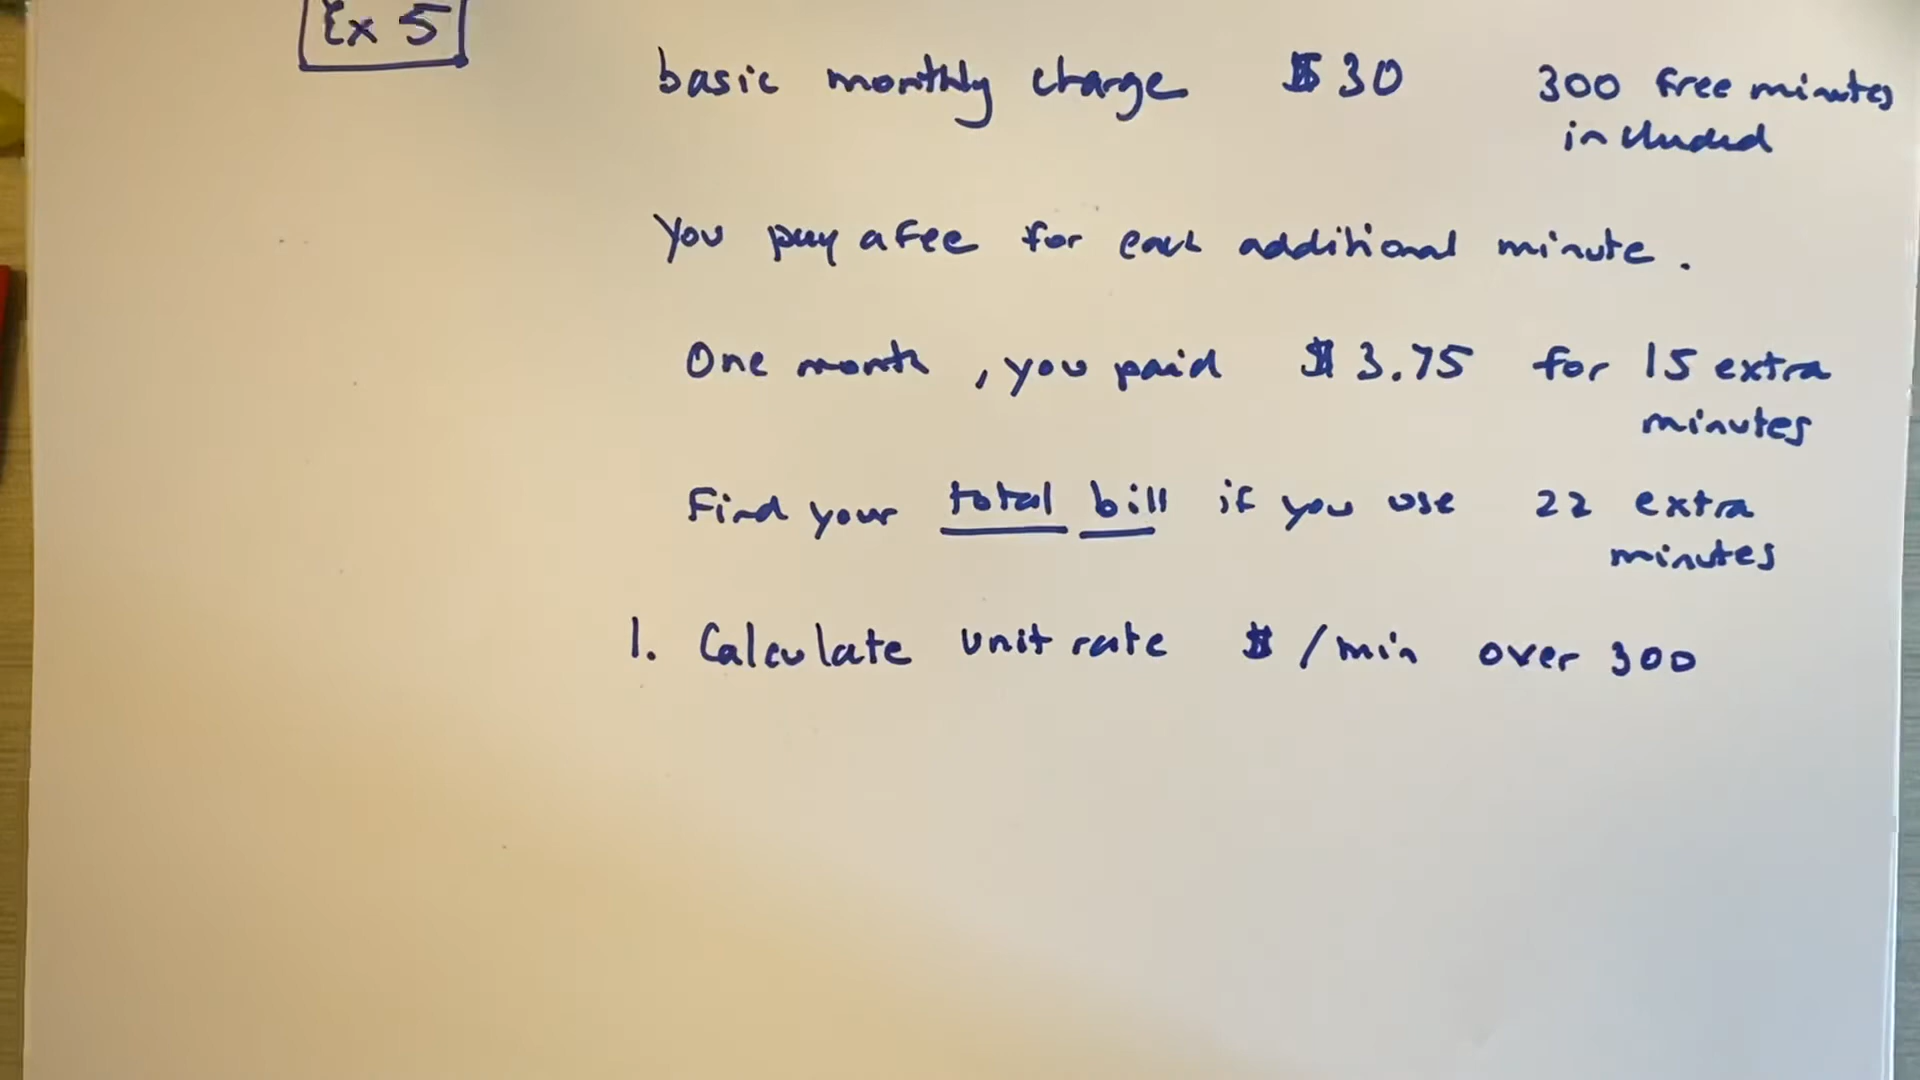 Ex 5
basic monthly charge $30 300 free minutes
included
You pay a fee for each additional minute.
One month, you paid $3.75 for 15 extra
minutes
Find your total bill if you use 22 extra
minutes
1. Calculate unit rate $/min over 300